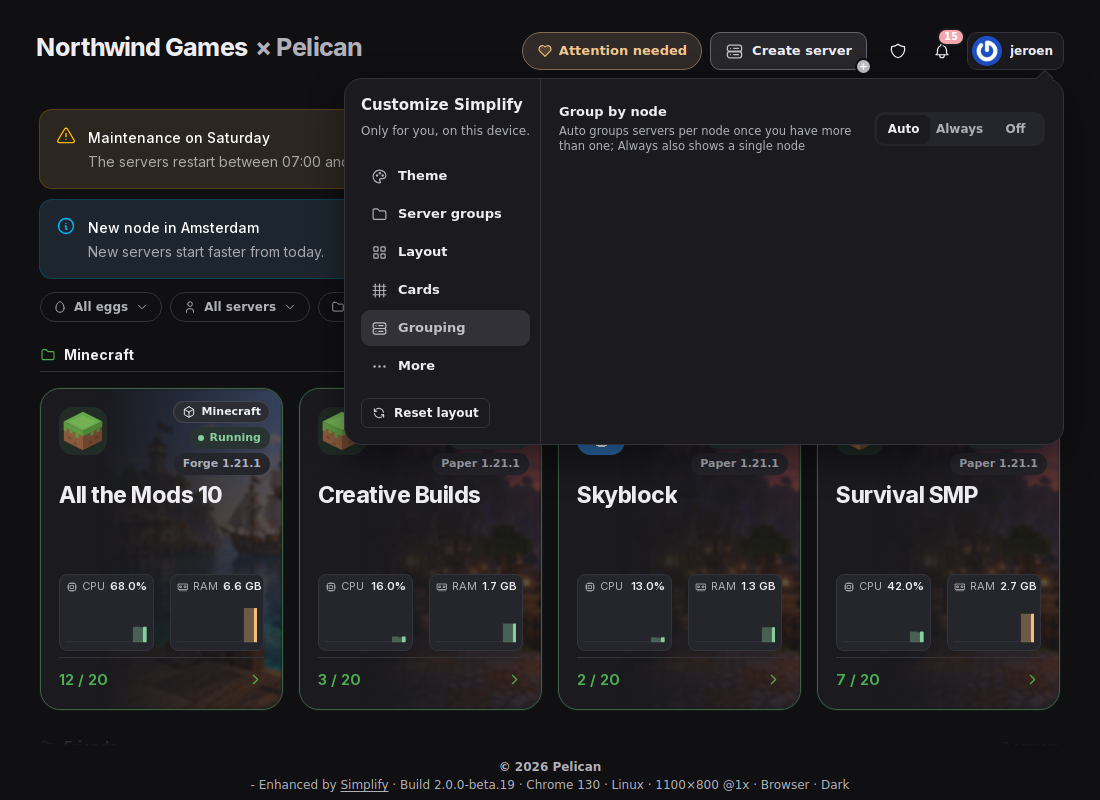 Northwind Games × Pelican
Attention needed
Create server
15
jeroen
Maintenance on Saturday
The servers restart between 07:00 and
New node in Amsterdam
New servers start faster from today.
All eggs
All servers
Customize Simplify
Only for you, on this device.
Theme
Server groups
Layout
Cards
Grouping
More
Reset layout
Group by node
Auto groups servers per node once you have more
than one; Always also shows a single node
Auto
Always
Off
Minecraft
Minecraft
Running
Forge 1.21.1
All the Mods 10
CPU 68.0%
RAM 6.6 GB
12 / 20
Paper 1.21.1
Creative Builds
CPU 16.0%
RAM 1.7 GB
3 / 20
Paper 1.21.1
Skyblock
CPU 13.0%
RAM 1.3 GB
2 / 20
Paper 1.21.1
Survival SMP
CPU 42.0%
RAM 2.7 GB
7 / 20
Friends
© 2026 Pelican
- Enhanced by Simplify · Build 2.0.0-beta.19 · Chrome 130 · Linux · 1100×800 @1x · Browser · Dark